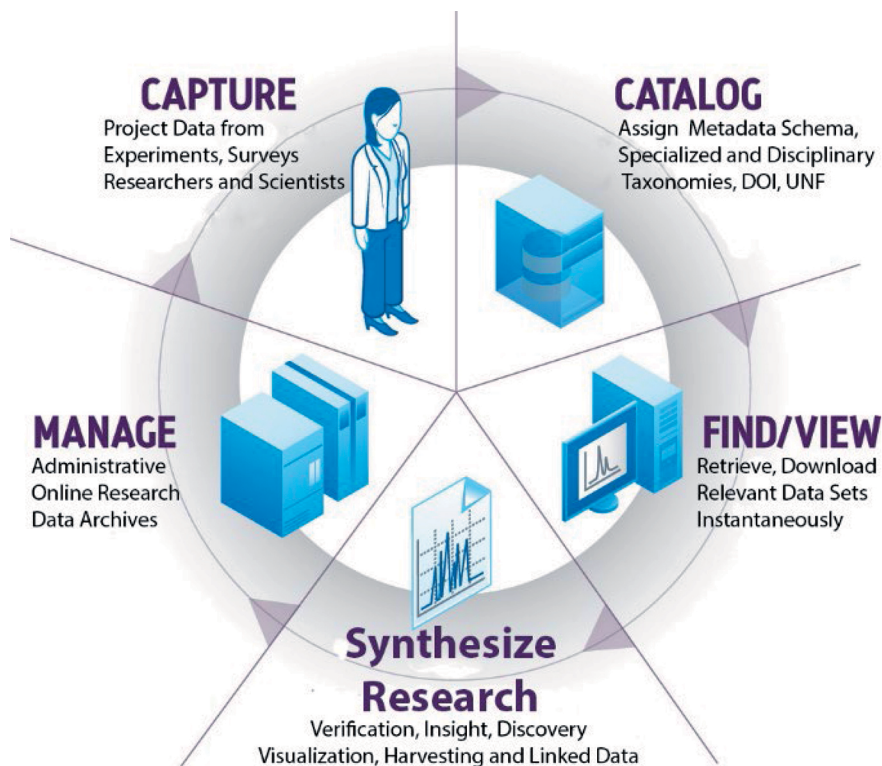 CAPTURE
Project Data from
Experiments, Surveys
Researchers and Scientists
CATALOG
Assign Metadata Schema,
Specialized and Disciplinary
Taxonomies, DOI, UNF
FIND/VIEW
Retrieve, Download
Relevant Data Sets
Instantaneously
Synthesize
Research
Verification, Insight, Discovery
Visualization, Harvesting and Linked Data
MANAGE
Administrative
Online Research
Data Archives